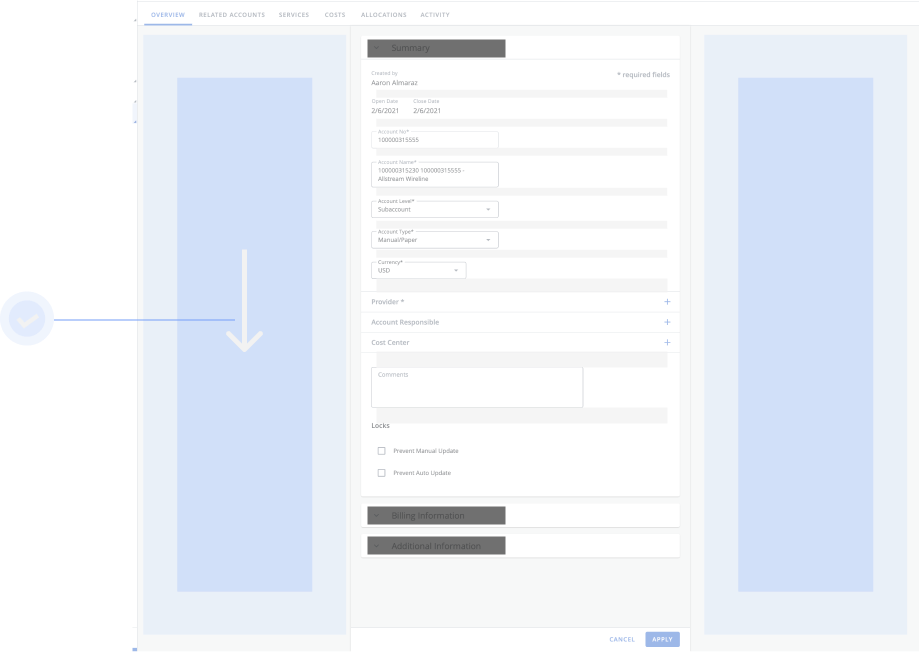 OVERVIEW RELATED ACCOUNTS SERVICES COSTS ALLOCATIONS ACTIVITY
Summary
Created by
Aaron Almaraz
* required fields
Open Date Close Date
2/6/2021 2/6/2021
Account No*
100000315555
Account Name*
100000315230 100000315555 -
Allstream Wireline
Account Level*
Subaccount
Account Type*
Manual/Paper
Currency*
USD
Provider *
Account Responsible
Cost Center
Comments
Locks
Prevent Manual Update
Prevent Auto Update
Billing Information
Additional Information
CANCEL APPLY